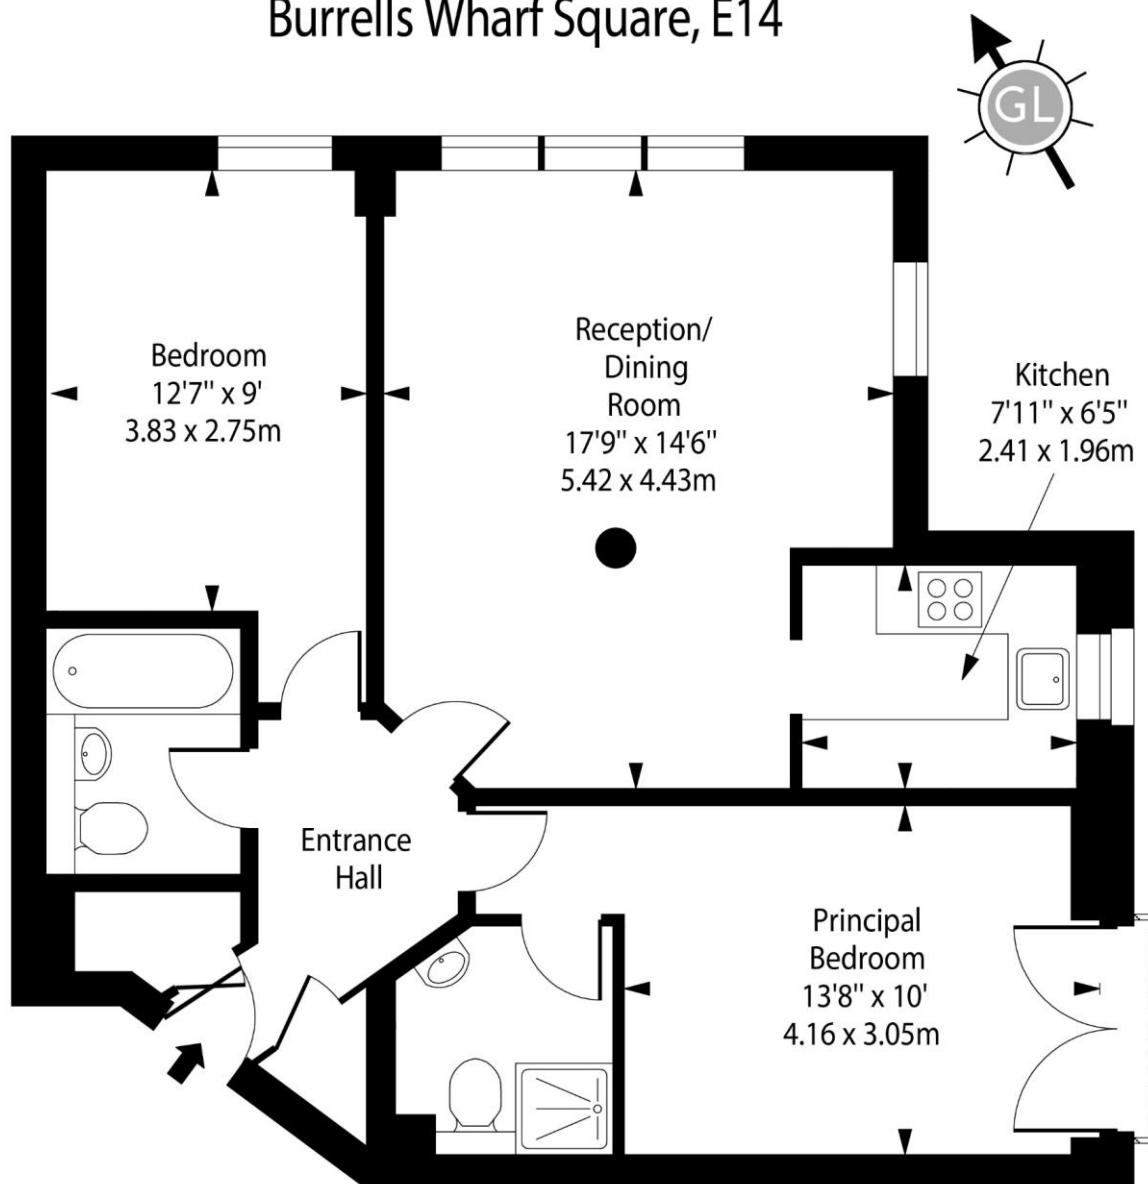 Burrells Wharf Square, E14
GL
Bedroom
12'7" x 9'
3.83 x 2.75m
Reception/
Dining
Room
17'9" x 14'6"
5.42 x 4.43m
Kitchen
7'11" x 6'5"
2.41 x 1.96m
Entrance
Hall
Principal
Bedroom
13'8" x 10'
4.16 x 3.05m